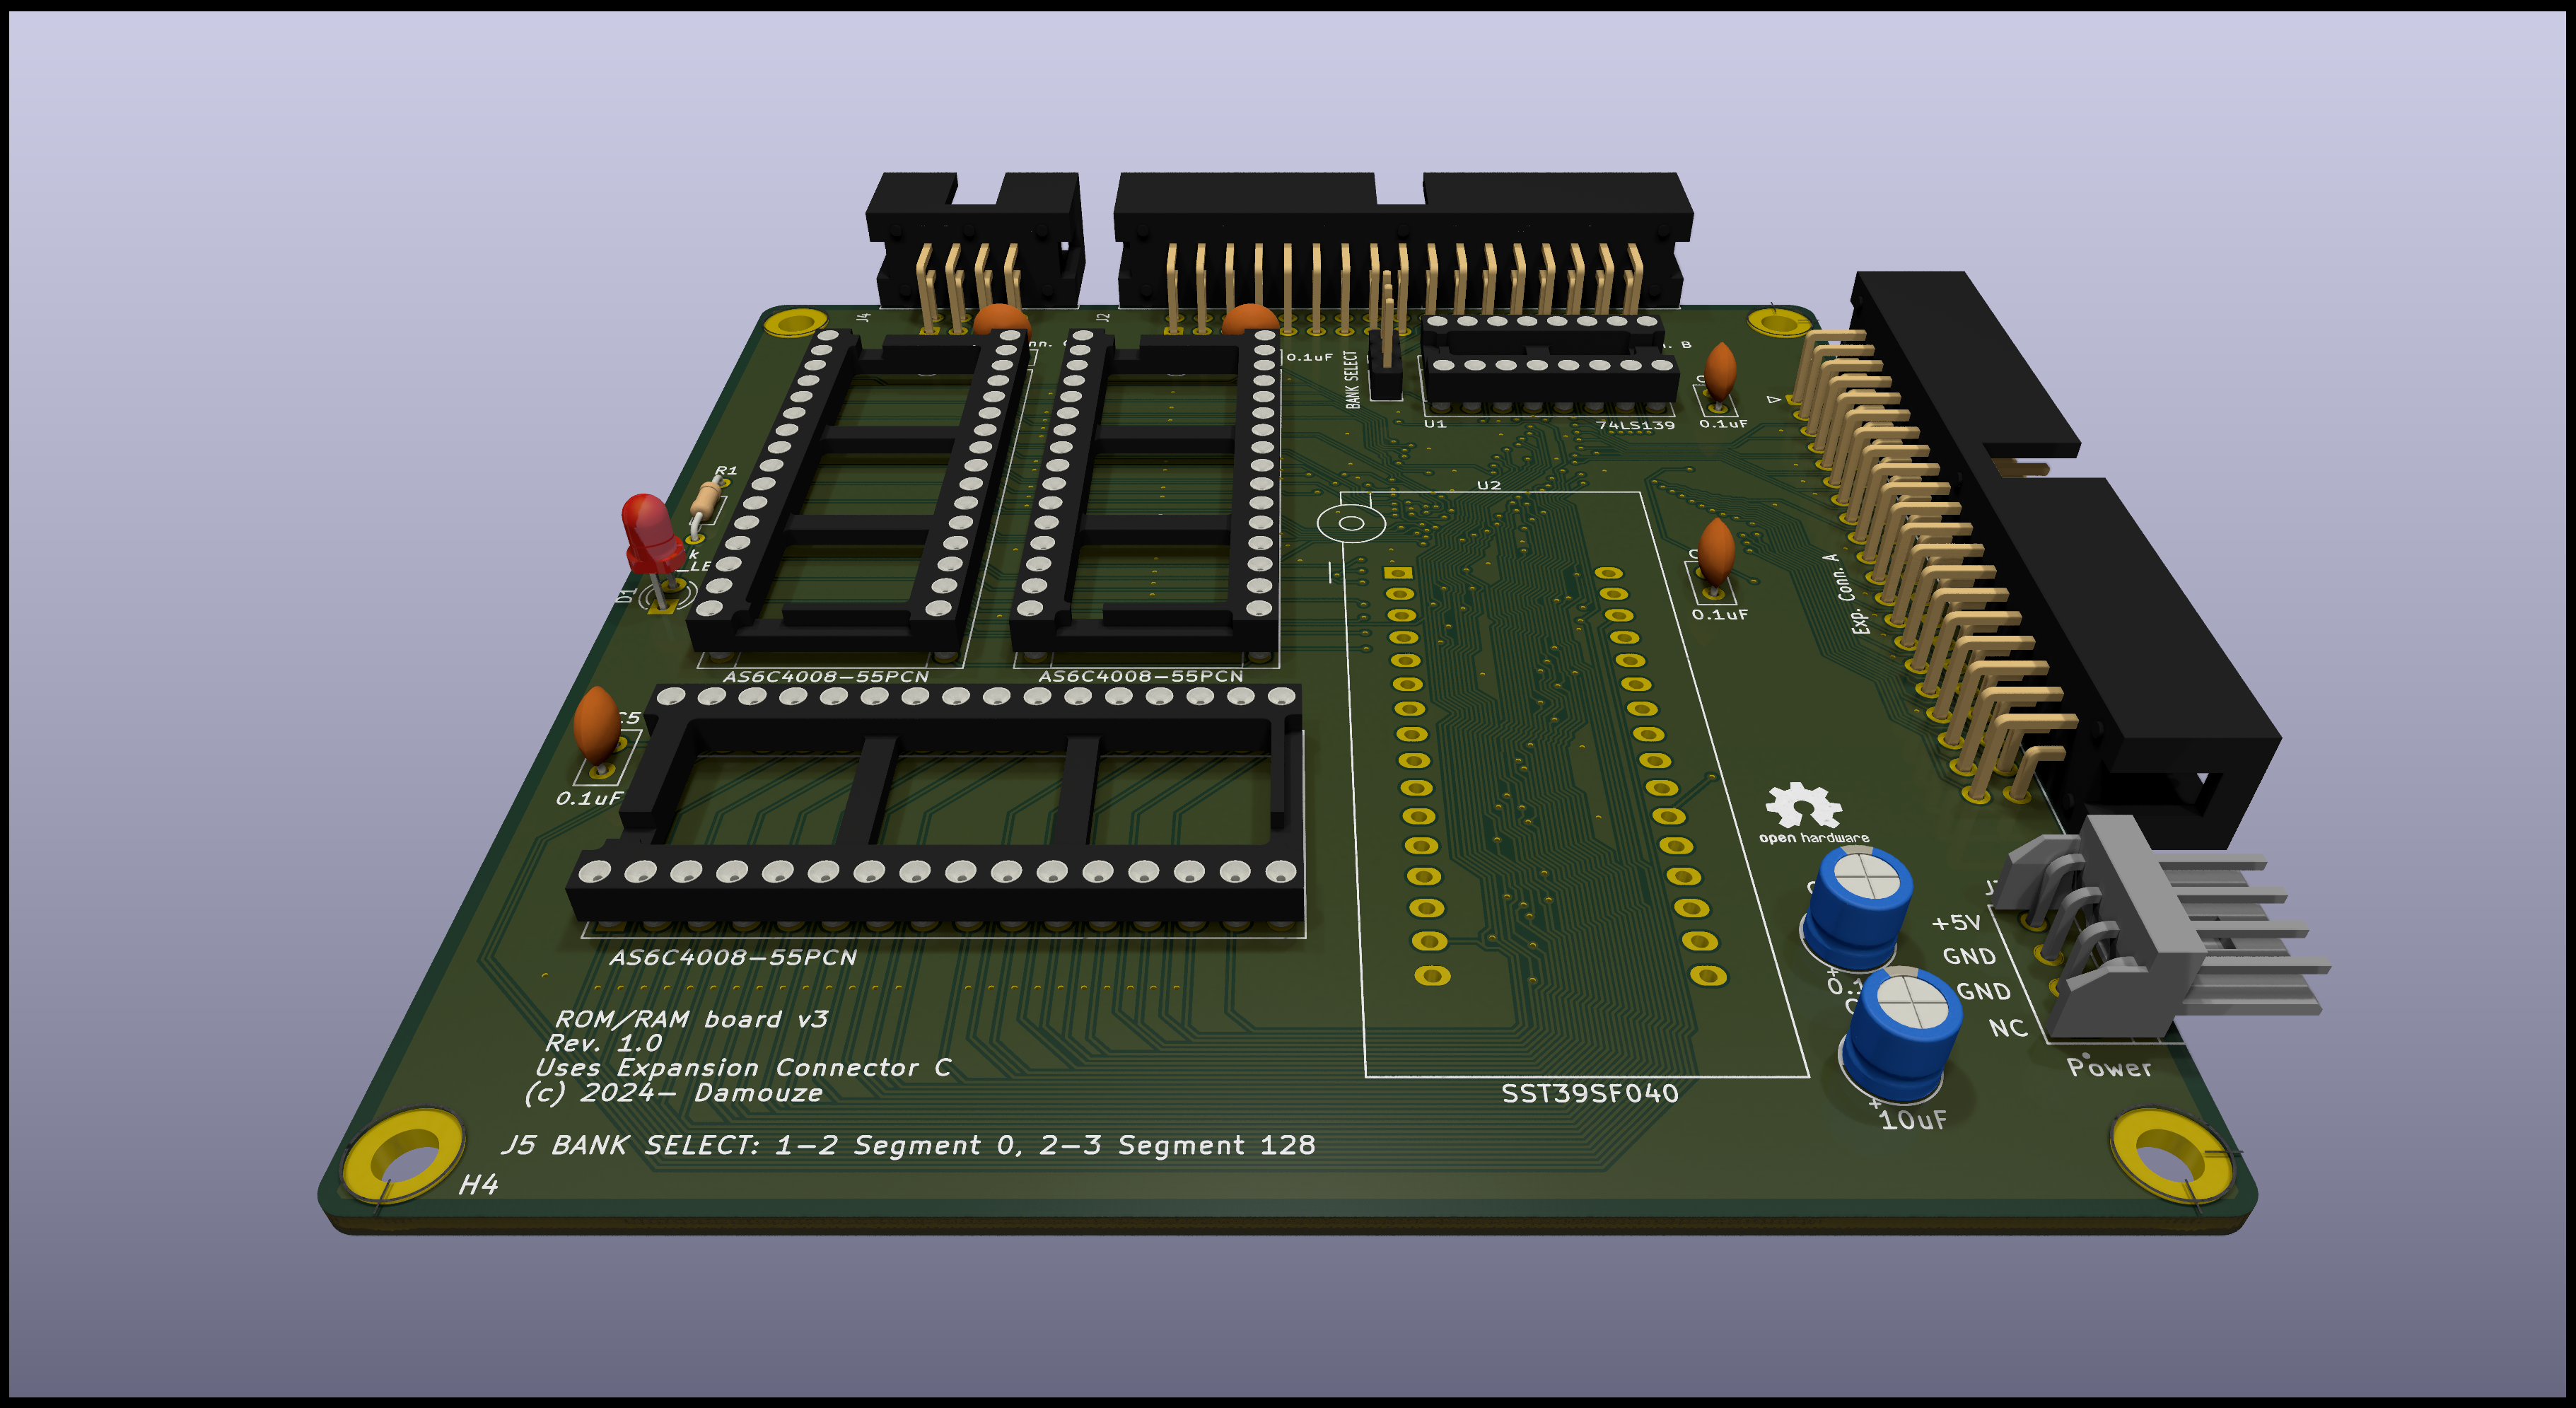 J4
J2
0.1uF
BANK SELECT
B
U1
74LS139
0.1uF
R1
k
D1
U2
0.1uF
Exp. Conn. A
AS6C4008-55PCN
AS6C4008-55PCN
C5
0.1uF
open hardware
+5V
GND
GND
NC
Power
AS6C4008-55PCN
ROM/RAM board v3
Rev. 1.0
Uses Expansion Connector C
(c) 2024- Damouze
SST39SF040
+
+
10uF
J5 BANK SELECT: 1-2 Segment 0, 2-3 Segment 128
H4